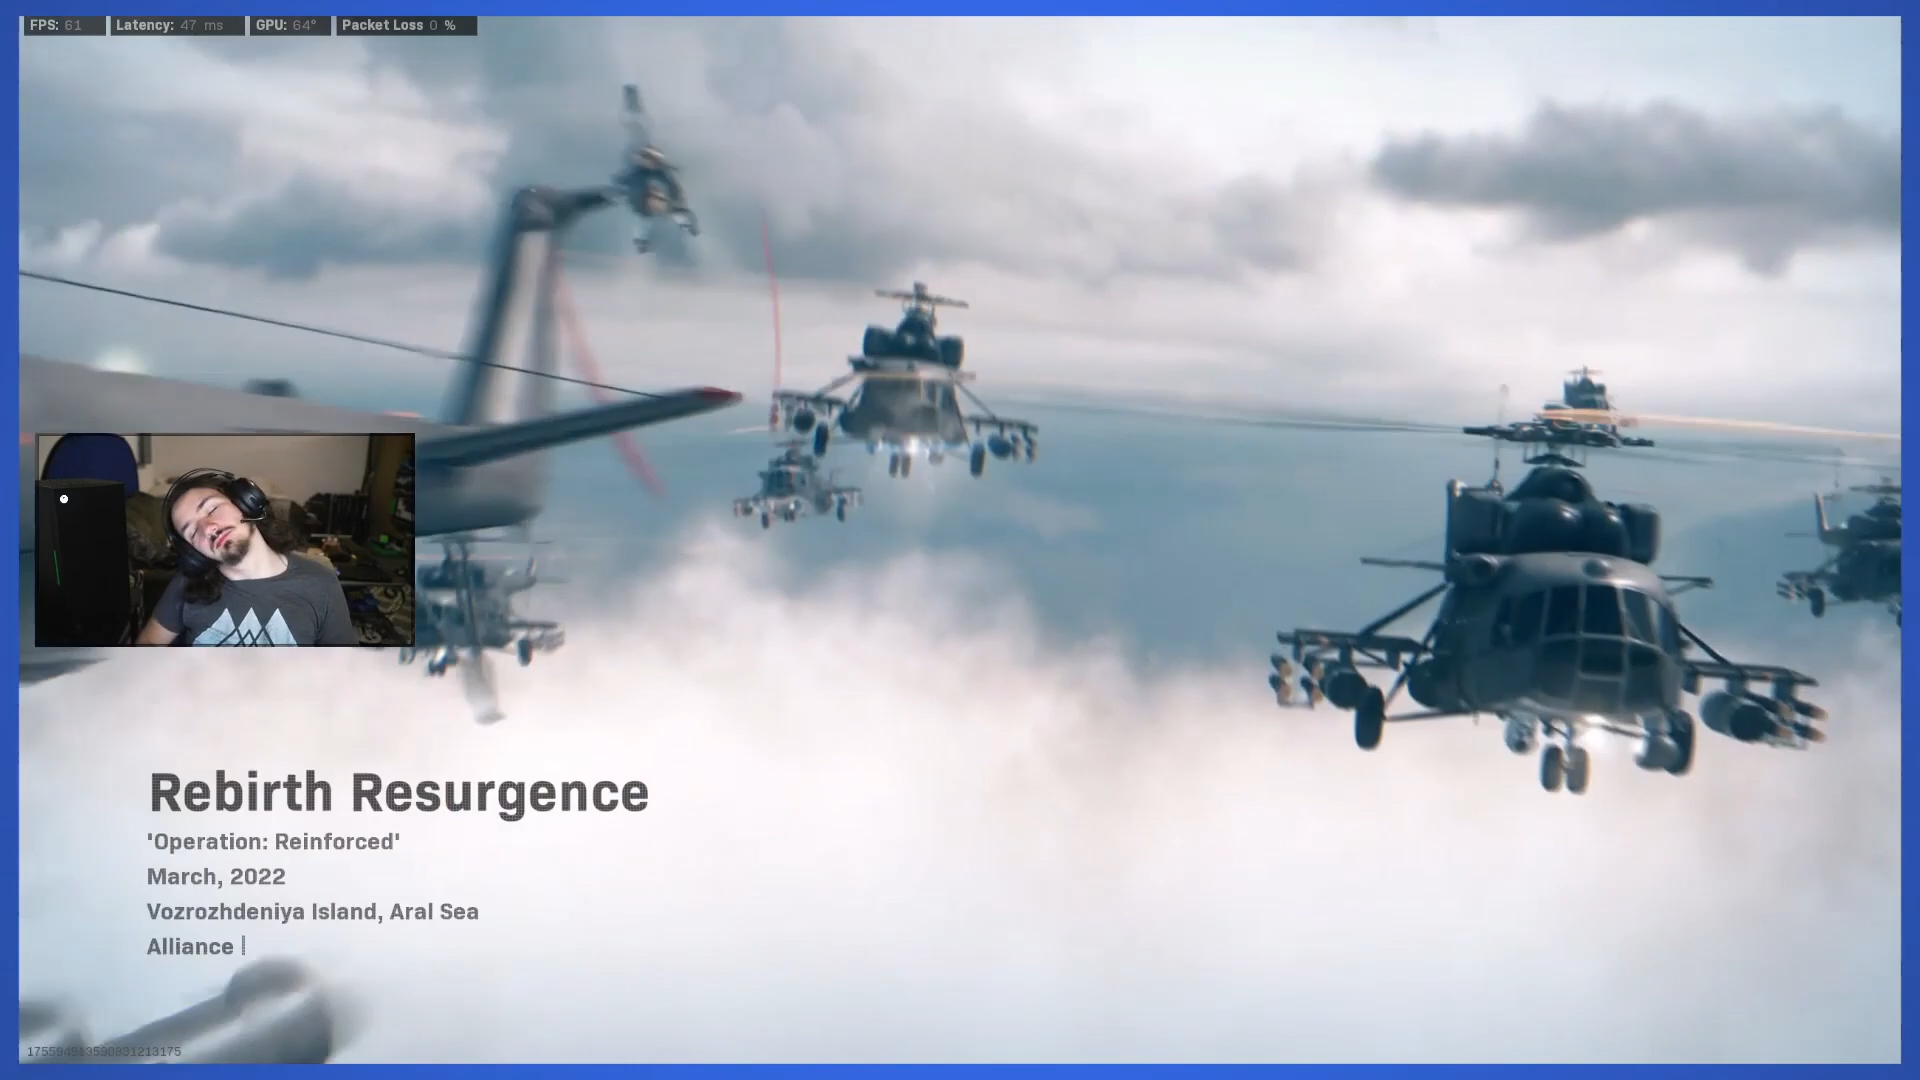 FPS: 61 Latency: 47 ms GPU: 64° Packet Loss 0 %
Rebirth Resurgence
'Operation: Reinforced'
March, 2022
Vozrozhdeniya Island, Aral Sea
Alliance